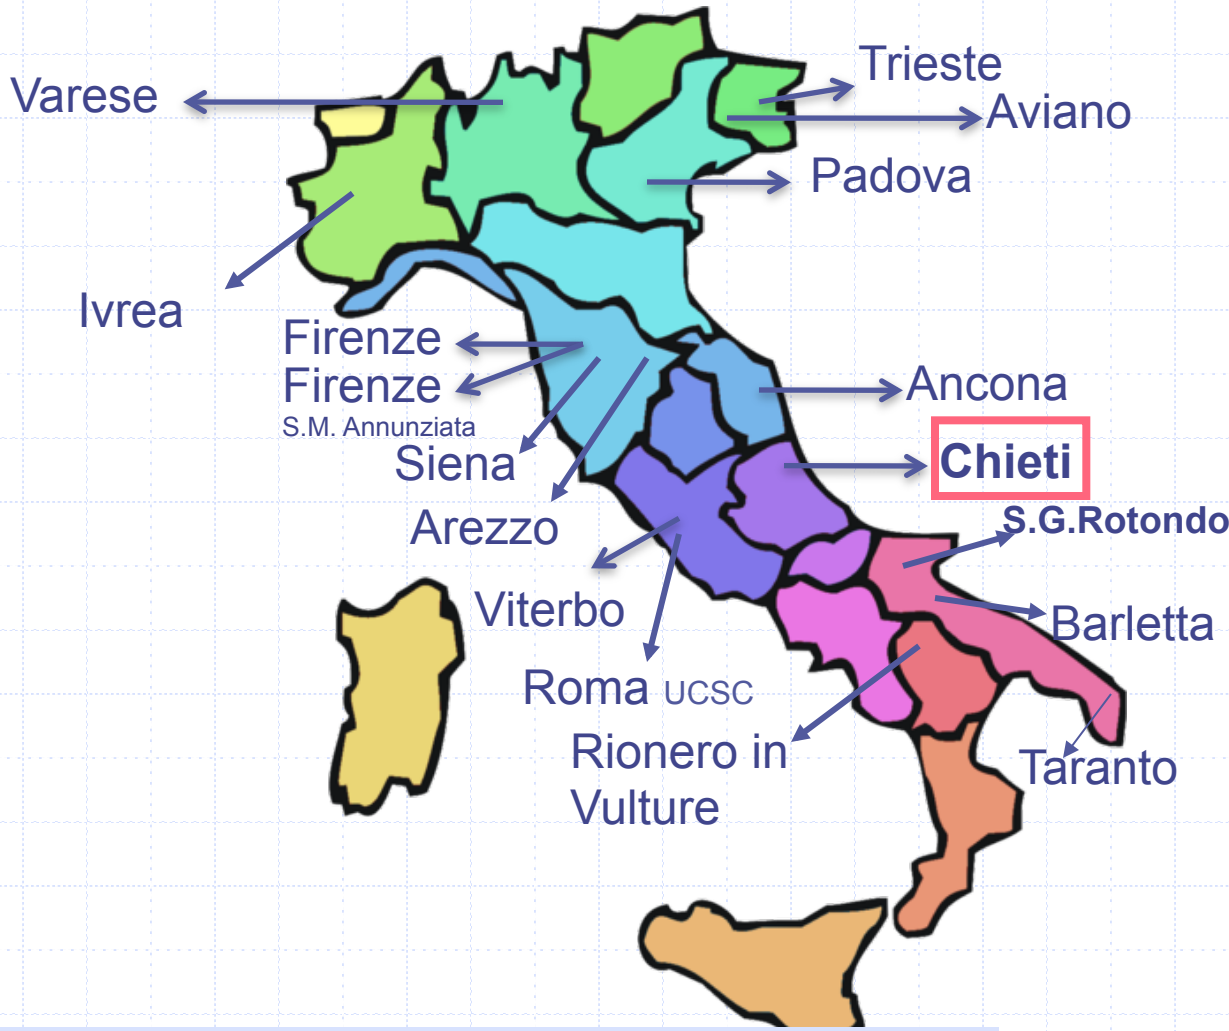 Trieste
Varese
Aviano
Padova
Ivrea
Firenze
Firenze
S.M. Annunziata
Ancona
Siena
Chieti
Arezzo
S.G.Rotondo
Viterbo
Barletta
Roma UCSC
Rionero in
Vulture
Taranto